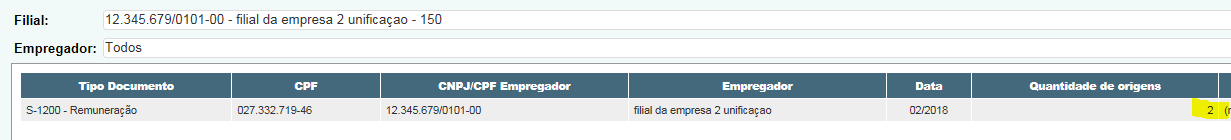 Filial: 12.345.679/0101-00 - filial da empresa 2 unificaçao - 150
Empregador: Todos
Tipo Documento CPF CNPJ/CPF Empregador Empregador Data Quantidade de origens
S-1200 - Remuneração 027.332.719-46 12.345.679/0101-00 filial da empresa 2 unificaçao 02/2018 2